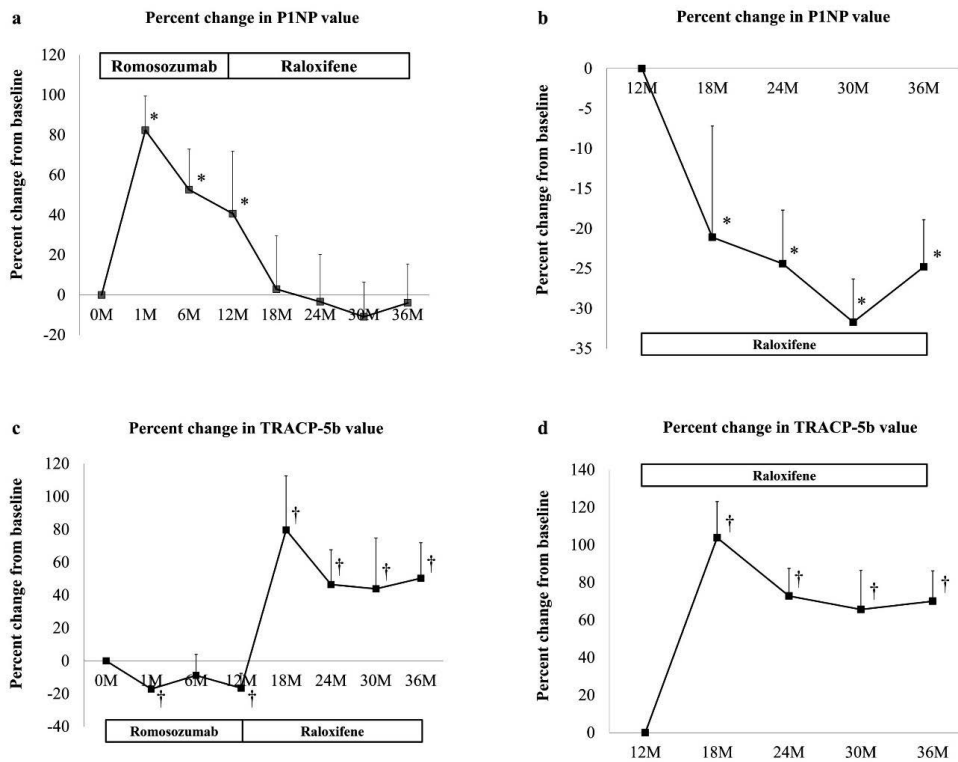 a
Percent change in P1NP value
Percent change from baseline
120
100
80
60
40
20
0
-20
Romosozumab
Raloxifene
*
*
*
0M
1M
6M
12M
18M
24M
30M
36M
b
Percent change in P1NP value
Percent change from baseline
0
-5
-10
-15
-20
-25
-30
-35
12M
18M
24M
30M
36M
*
*
*
*
Raloxifene
c
Percent change in TRACP-5b value
Percent change from baseline
120
100
80
60
40
20
0
-20
-40
0M
1M
6M
12M
18M
24M
30M
36M
†
†
†
†
†
†
Romosozumab
Raloxifene
d
Percent change in TRACP-5b value
Percent change from baseline
140
120
100
80
60
40
20
0
Raloxifene
†
†
†
†
12M
18M
24M
30M
36M